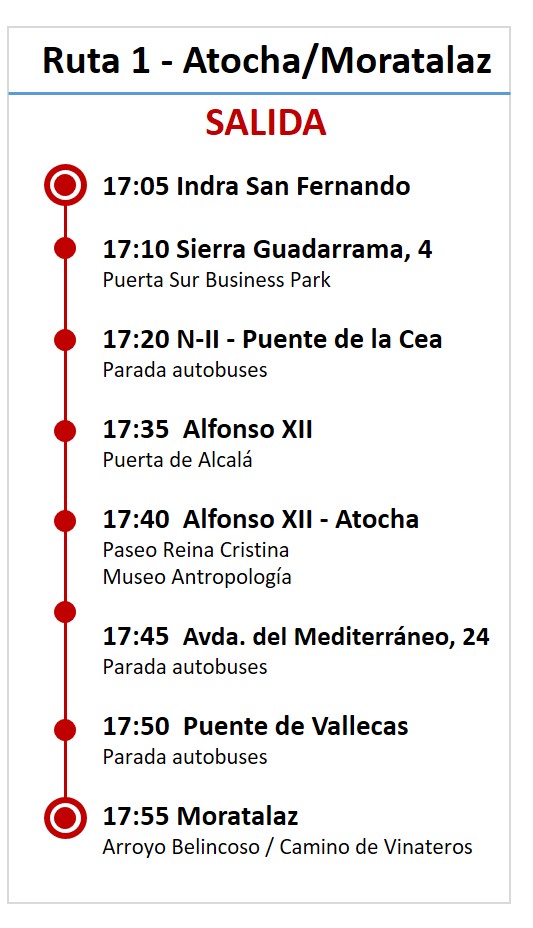 Ruta 1 - Atocha/Moratalaz
SALIDA
17:05 Indra San Fernando
17:10 Sierra Guadarrama, 4
Puerta Sur Business Park
17:20 N-II - Puente de la Cea
Parada autobuses
17:35 Alfonso XII
Puerta de Alcalá
17:40 Alfonso XII - Atocha
Paseo Reina Cristina
Museo Antropología
17:45 Avda. del Mediterráneo, 24
Parada autobuses
17:50 Puente de Vallecas
Parada autobuses
17:55 Moratalaz
Arroyo Belincoso / Camino de Vinateros